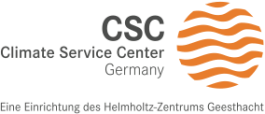 CSC
Climate Service Center
Germany
Eine Einrichtung des Helmholtz-Zentrums Geesthacht